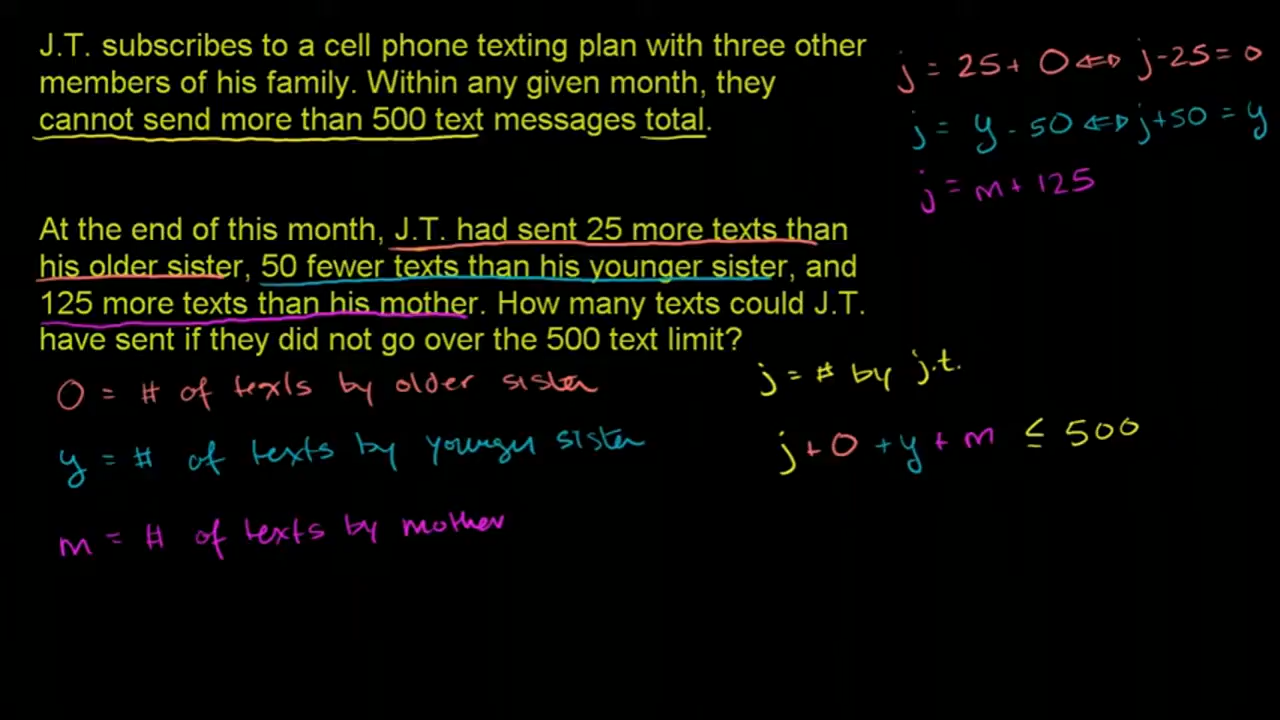 J.T. subscribes to a cell phone texting plan with three other
members of his family. Within any given month, they
cannot send more than 500 text messages total.
j = 25 + O ⇔ j - 25 = O
j = y - 50 ⇔ j + 50 = y
j = m + 125
At the end of this month, J.T. had sent 25 more texts than
his older sister, 50 fewer texts than his younger sister, and
125 more texts than his mother. How many texts could J.T.
have sent if they did not go over the 500 text limit?
O = # of texts by older sister
j = # by j.t.
y = # of texts by younger sister
j + O + y + m ≤ 500
m = # of texts by mother